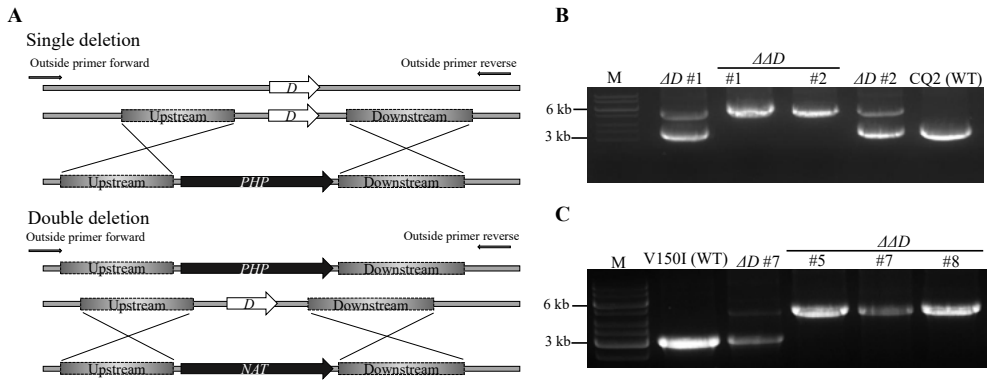 A
Single deletion
Outside primer forward
Outside primer reverse
D
Upstream
D
Downstream
Upstream
PHP
Downstream
Double deletion
Outside primer forward
Outside primer reverse
Upstream
PHP
Downstream
Upstream
D
Downstream
Upstream
NAT
Downstream
B
ΔΔD
M
ΔD #1
#1
#2
ΔD #2
CQ2 (WT)
6 kb
3 kb
C
ΔΔD
M
V150I (WT)
ΔD #7
#5
#7
#8
6 kb
3 kb